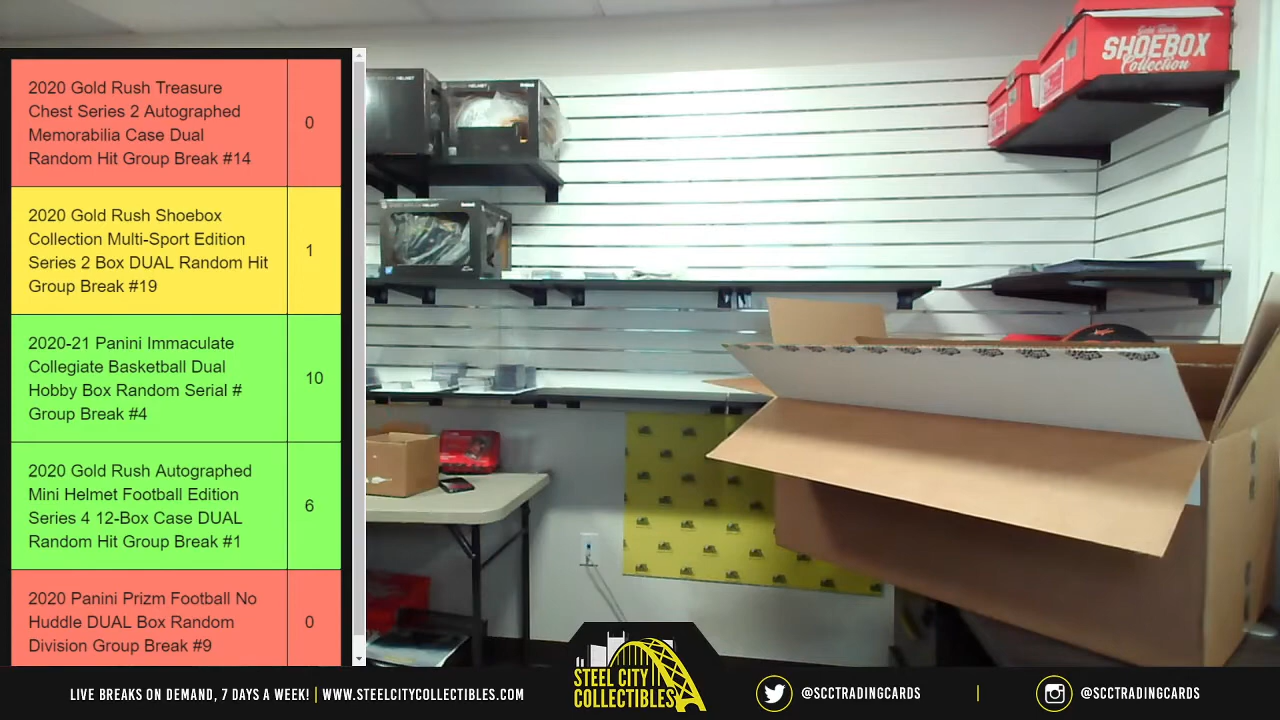 2020 Gold Rush Treasure
Chest Series 2 Autographed
Memorabilia Case Dual
Random Hit Group Break #14
0
2020 Gold Rush Shoebox
Collection Multi-Sport Edition
Series 2 Box DUAL Random Hit
Group Break #19
1
2020-21 Panini Immaculate
Collegiate Basketball Dual
Hobby Box Random Serial #
Group Break #4
10
2020 Gold Rush Autographed
Mini Helmet Football Edition
Series 4 12-Box Case DUAL
Random Hit Group Break #1
6
2020 Panini Prizm Football No
Huddle DUAL Box Random
Division Group Break #9
0
Gold Rush
SHOEBOX
Collection
LIVE BREAKS ON DEMAND, 7 DAYS A WEEK! | WWW.STEELCITYCOLLECTIBLES.COM
STEEL CITY
COLLECTIBLES
@SCCTRADINGCARDS | @SCCTRADINGCARDS